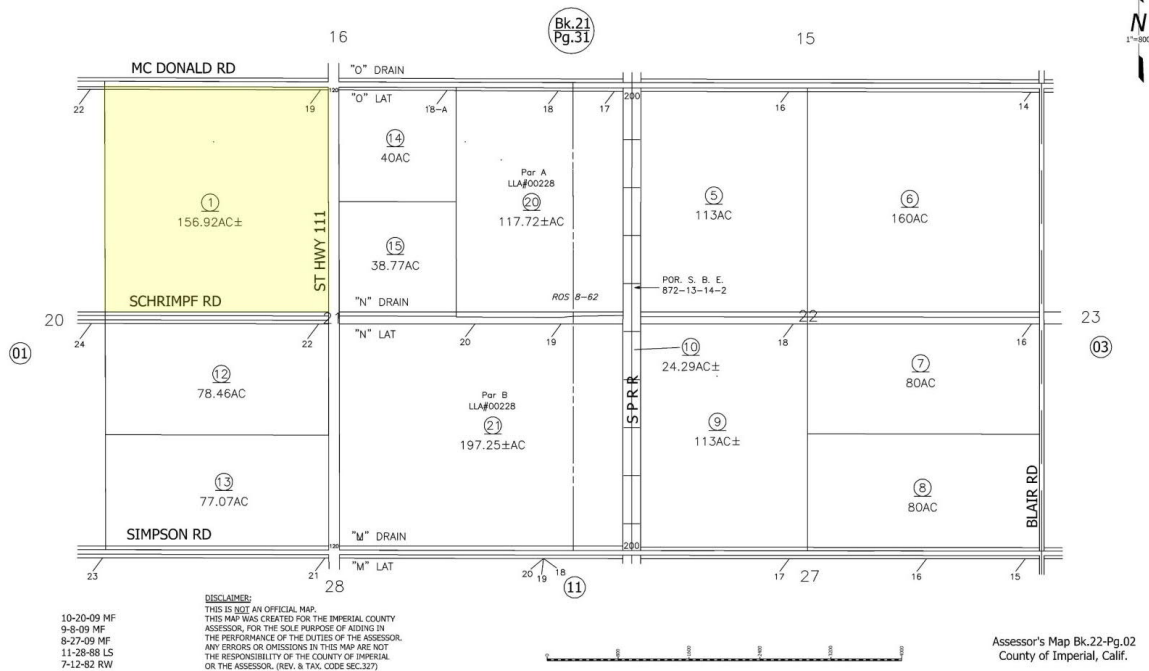 Bk.21
Pg.31
16
15
N
1"=800
MC DONALD RD
"O" DRAIN
"O" LAT
22
19
120
18-A
18
17
200
16
14
14
40AC
Par A
LLA#00228
20
117.72±AC
1
156.92AC±
ST HWY 111
5
113AC
6
160AC
15
38.77AC
POR. S. B. E.
872-13-14-2
ROS 8-62
SCHRIMPF RD
"N" DRAIN
20
21
22
23
"N" LAT
24
22
20
19
18
16
01
03
10
24.29AC±
7
80AC
12
78.46AC
Par B
LLA#00228
21
197.25±AC
S P R R
9
113AC±
13
77.07AC
8
80AC
BLAIR RD
SIMPSON RD
"M" DRAIN
120
200
"M" LAT
23
21
28
20
19
18
11
17
27
16
15
10-20-09 MF
9-8-09 MF
8-27-09 MF
11-28-88 LS
7-12-82 RW
DISCLAIMER:
THIS IS NOT AN OFFICIAL MAP.
THIS MAP WAS CREATED FOR THE IMPERIAL COUNTY
ASSESSOR, FOR THE SOLE PURPOSE OF AIDING IN
THE PERFORMANCE OF THE DUTIES OF THE ASSESSOR.
ANY ERRORS OR OMISSIONS IN THIS MAP ARE NOT
THE RESPONSIBILITY OF THE COUNTY OF IMPERIAL
OR THE ASSESSOR. (REV. & TAX. CODE SEC.327)
Assessor's Map Bk.22-Pg.02
County of Imperial, Calif.